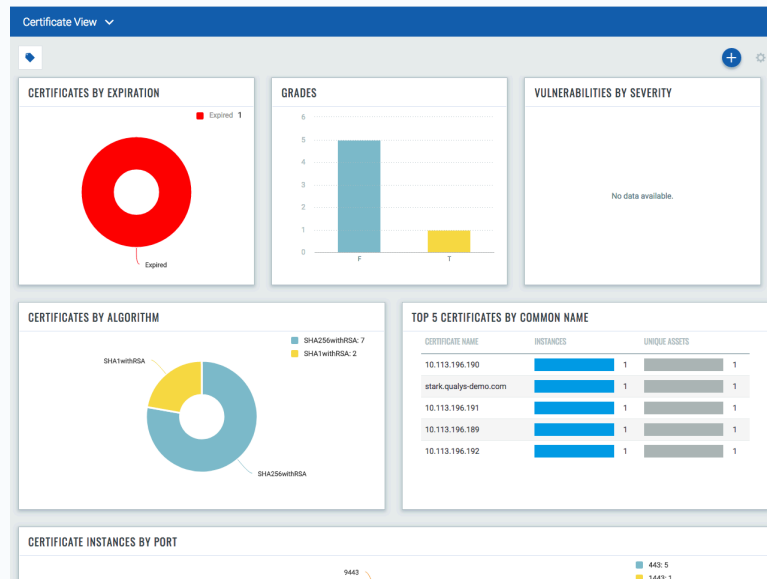 Certificate View
CERTIFICATES BY EXPIRATION
Expired 1
Expired
GRADES
6
5
4
3
2
1
0
F T
VULNERABILITIES BY SEVERITY
No data available.
CERTIFICATES BY ALGORITHM
SHA256withRSA: 7
SHA1withRSA: 2
SHA1withRSA
SHA256withRSA
TOP 5 CERTIFICATES BY COMMON NAME
CERTIFICATE NAME INSTANCES UNIQUE ASSETS
10.113.196.190 1 1
stark.qualys-demo.com 1 1
10.113.196.191 1 1
10.113.196.189 1 1
10.113.196.192 1 1
CERTIFICATE INSTANCES BY PORT
9443
443: 5
1443: 1